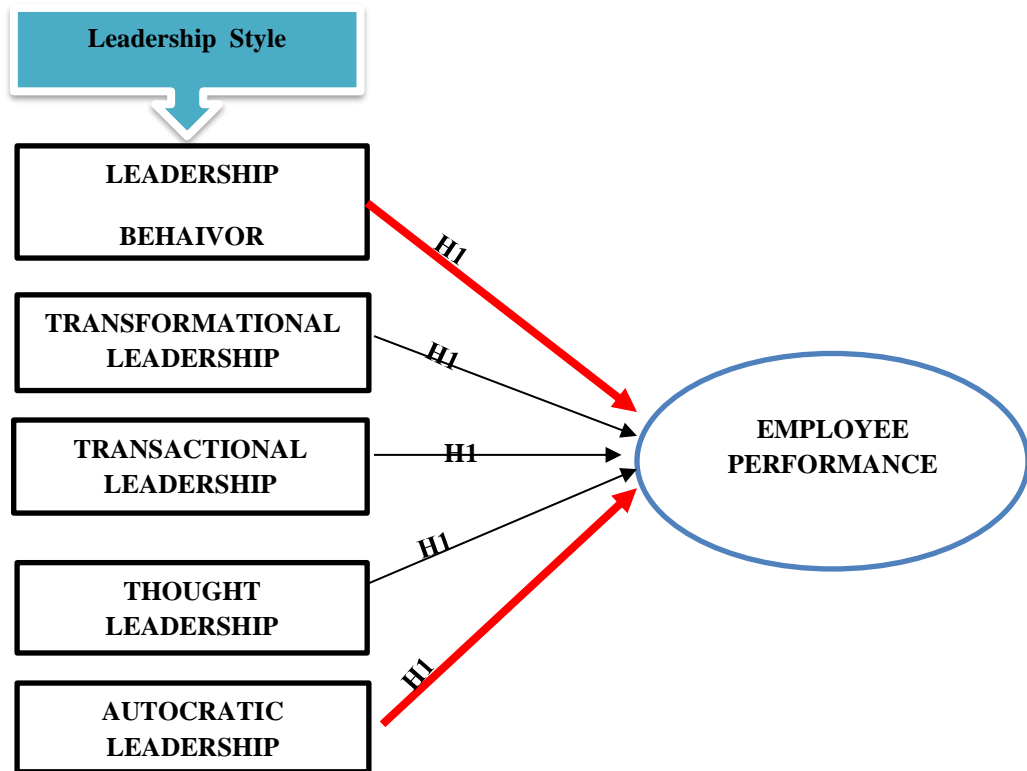 Leadership Style
LEADERSHIP
BEHAIVOR
H1
TRANSFORMATIONAL
LEADERSHIP
H1
TRANSACTIONAL
LEADERSHIP
H1
EMPLOYEE
PERFORMANCE
THOUGHT
LEADERSHIP
H1
AUTOCRATIC
LEADERSHIP
H1